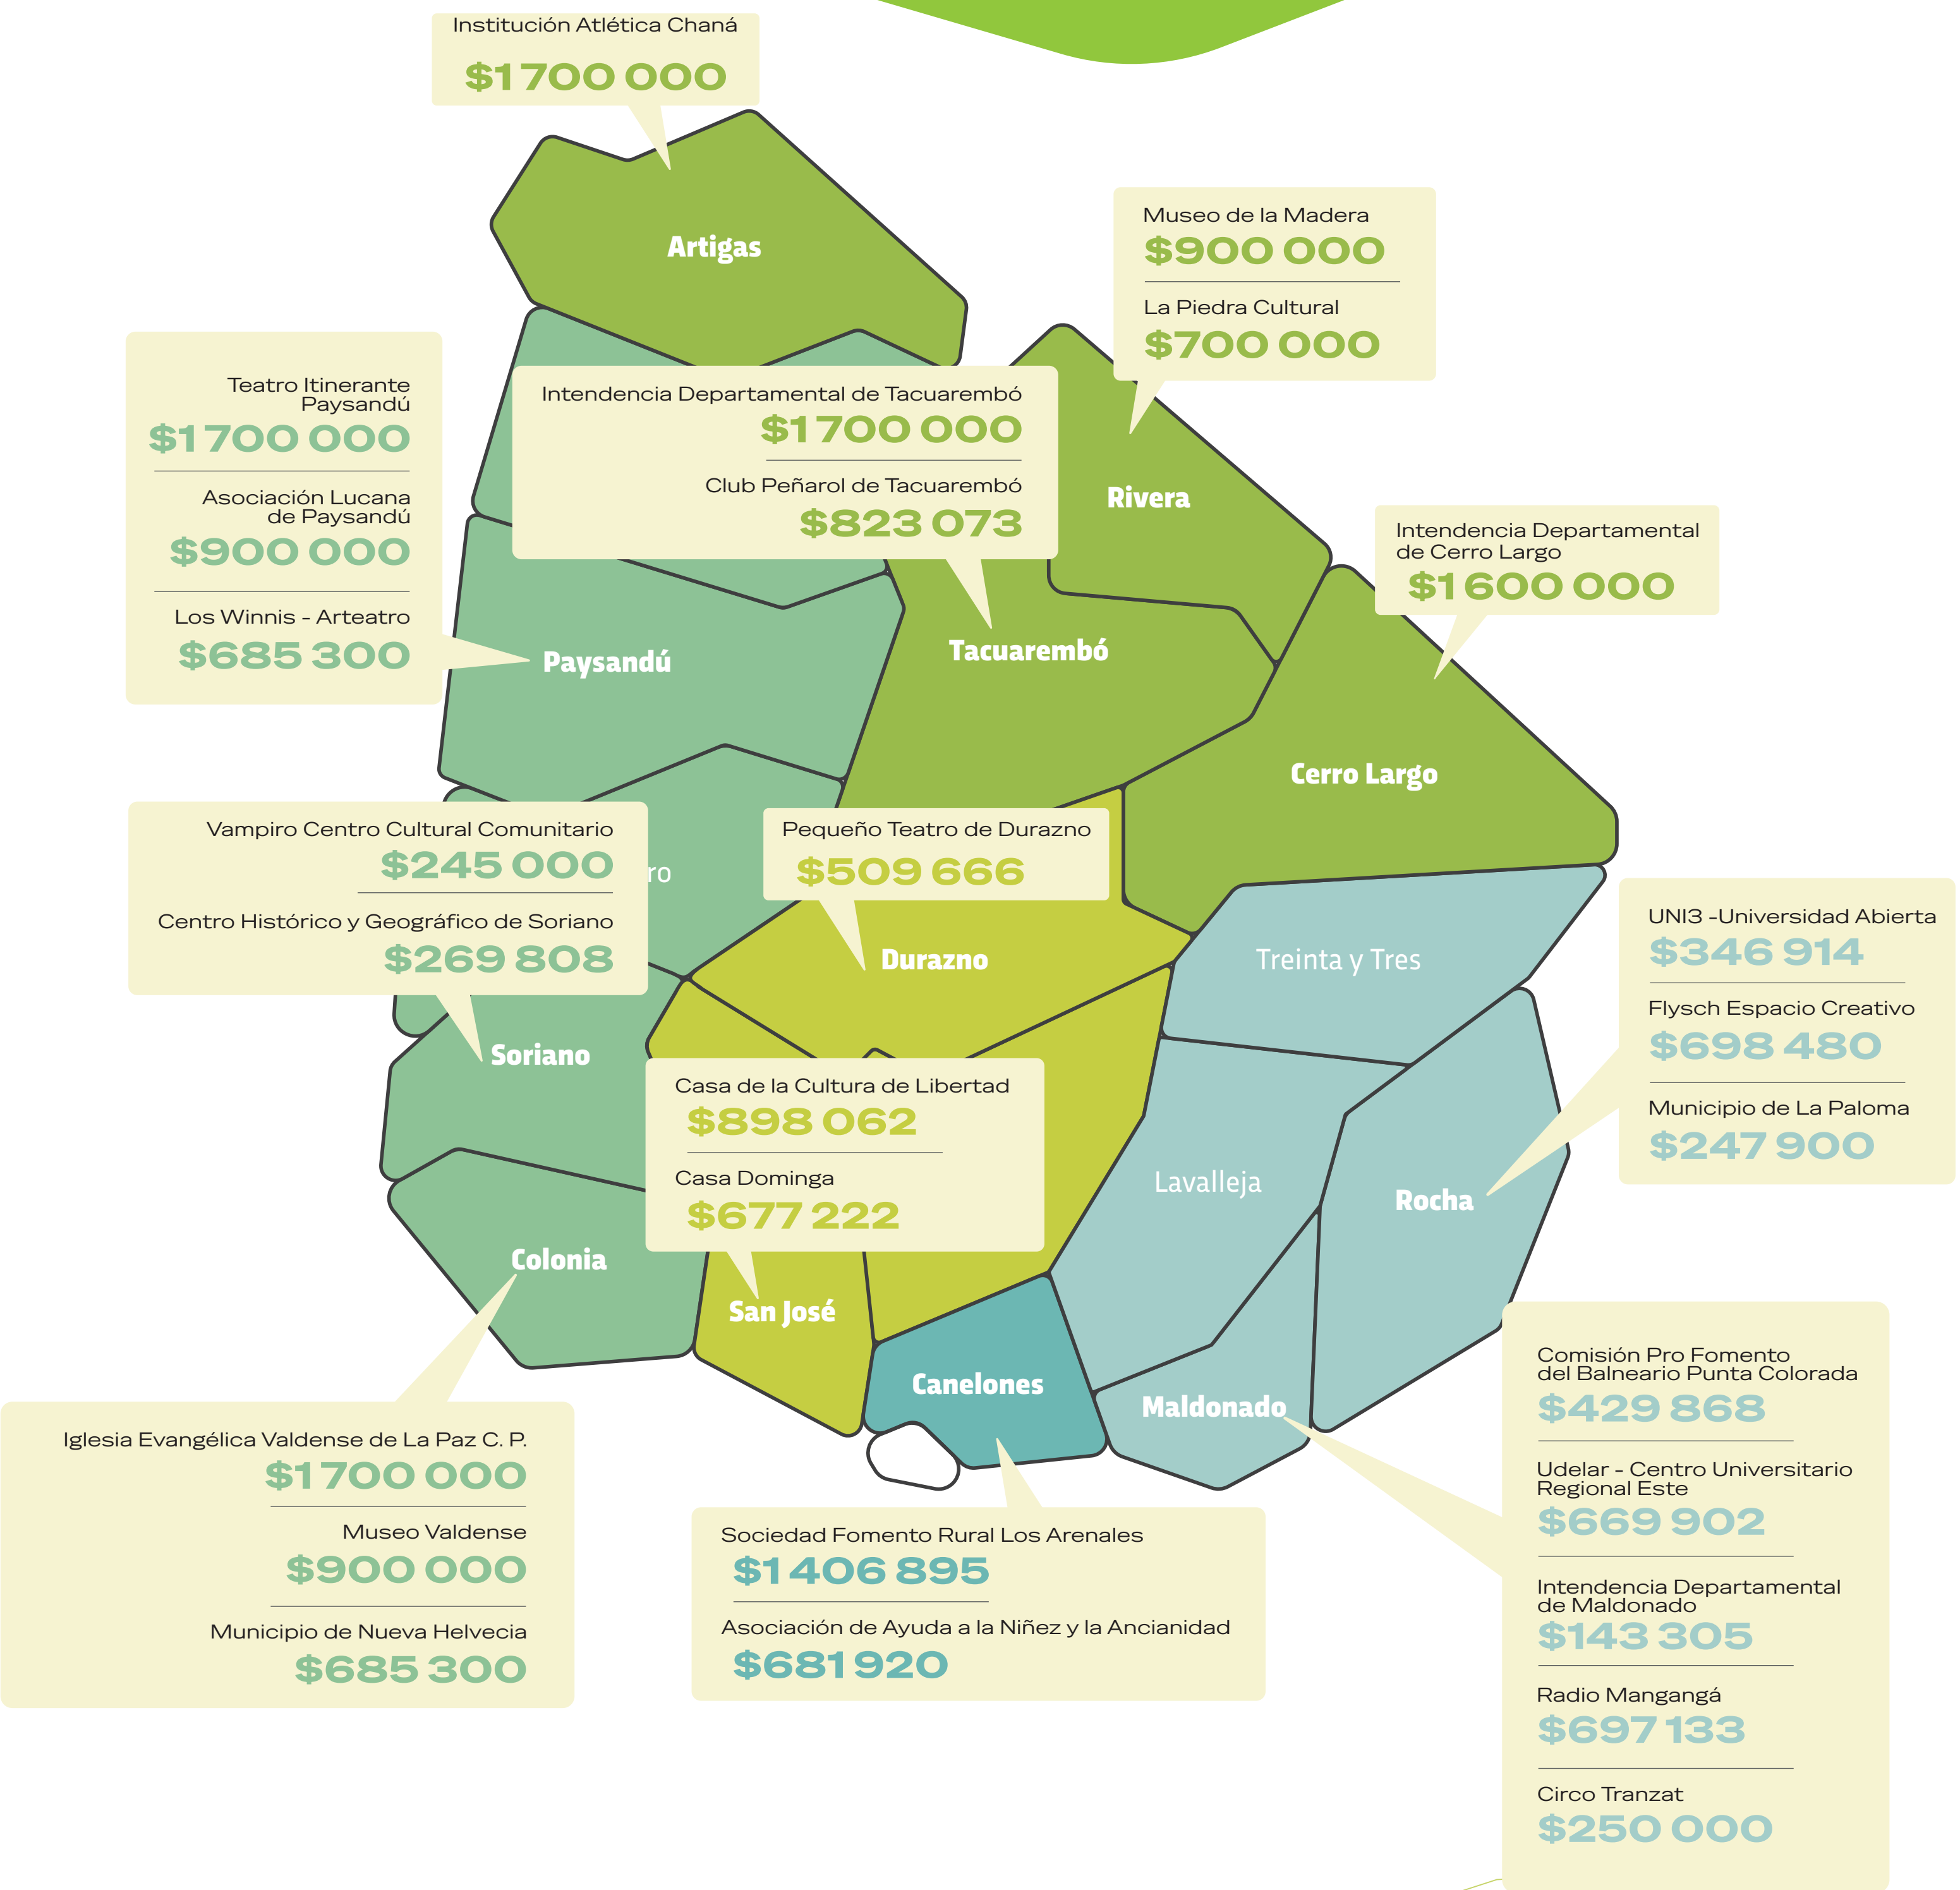 Institución Atlética Chaná
$1 700 000
Artigas
Museo de la Madera
$900 000
La Piedra Cultural
$700 000
Teatro Itinerante
Paysandú
$1 700 000
Asociación Lucana
de Paysandú
$900 000
Los Winnis - Arteatro
$685 300
Intendencia Departamental de Tacuarembó
$1 700 000
Club Peñarol de Tacuarembó
$823 073
Rivera
Intendencia Departamental
de Cerro Largo
$1 600 000
Paysandú
Tacuarembó
Cerro Largo
Vampiro Centro Cultural Comunitario
$245 000
Centro Histórico y Geográfico de Soriano
$269 808
ro
Pequeño Teatro de Durazno
$509 666
Durazno
Treinta y Tres
UNI3 -Universidad Abierta
$346 914
Flysch Espacio Creativo
$698 480
Municipio de La Paloma
$247 900
Soriano
Casa de la Cultura de Libertad
$898 062
Casa Dominga
$677 222
Lavalleja
Rocha
Colonia
San José
Canelones
Maldonado
Comisión Pro Fomento
del Balneario Punta Colorada
$429 868
Udelar - Centro Universitario
Regional Este
$669 902
Intendencia Departamental
de Maldonado
$143 305
Radio Mangangá
$697 133
Circo Tranzat
$250 000
Iglesia Evangélica Valdense de La Paz C. P.
$1 700 000
Museo Valdense
$900 000
Municipio de Nueva Helvecia
$685 300
Sociedad Fomento Rural Los Arenales
$1 406 895
Asociación de Ayuda a la Niñez y la Ancianidad
$681 920